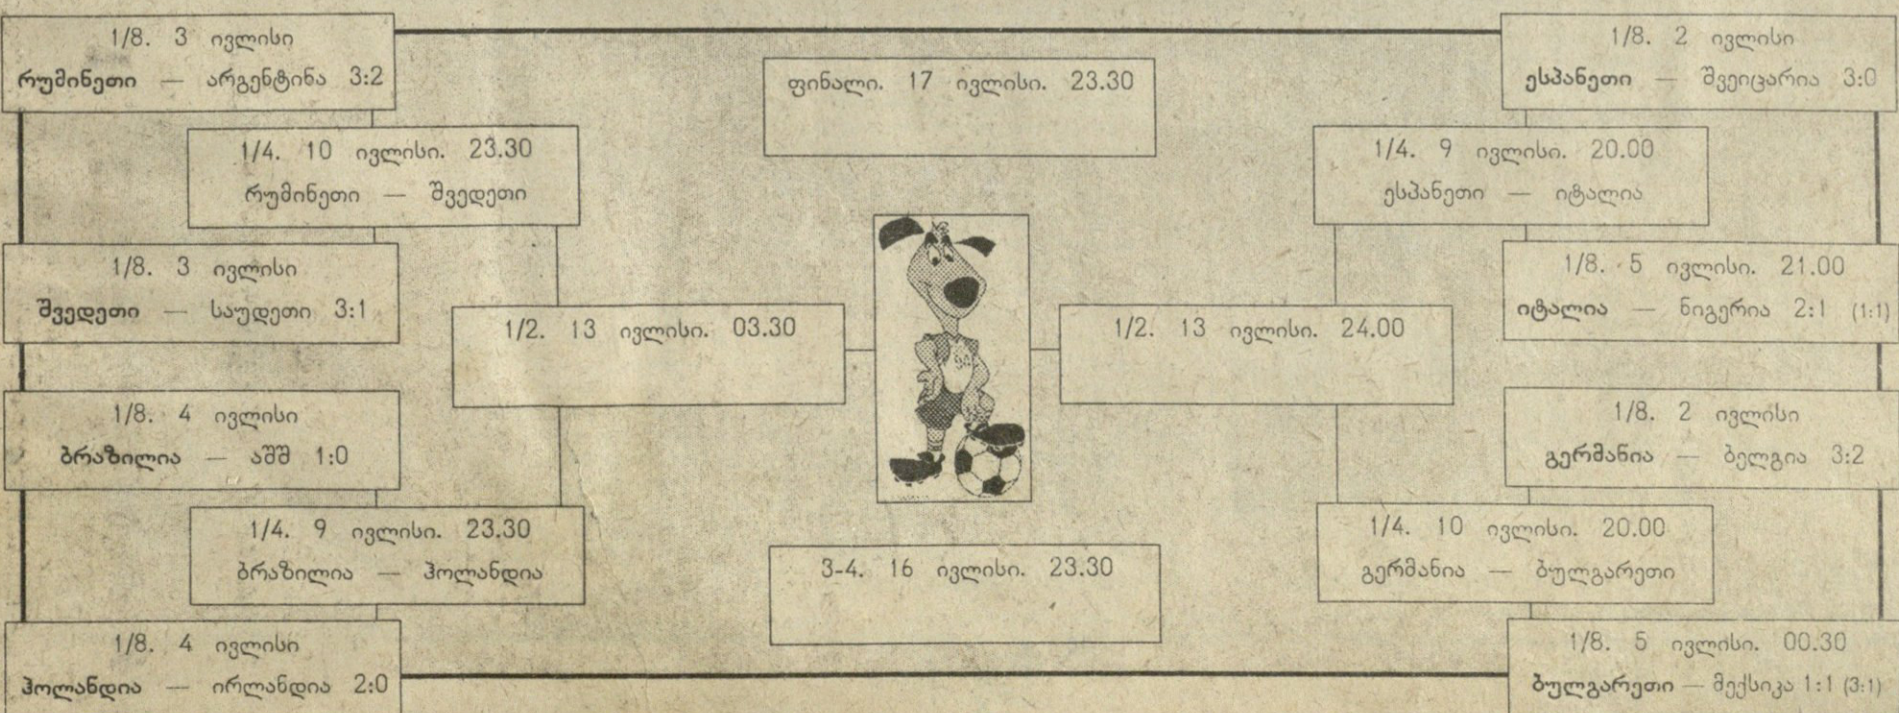 1/8. 3 ივლისი
რუმინეთი — არგენტინა 3:2
1/4. 10 ივლისი. 23.30
რუმინეთი — შვედეთი
1/8. 3 ივლისი
შვედეთი — საუდეთი 3:1
1/2. 13 ივლისი. 03.30
1/8. 4 ივლისი
ბრაზილია — აშშ 1:0
1/4. 9 ივლისი. 23.30
ბრაზილია — ჰოლანდია
1/8. 4 ივლისი
ჰოლანდია — ირლანდია 2:0
ფინალი. 17 ივლისი. 23.30
94
3-4. 16 ივლისი. 23.30
1/8. 2 ივლისი
ესპანეთი — შვეიცარია 3:0
1/4. 9 ივლისი. 20.00
ესპანეთი — იტალია
1/8. 5 ივლისი. 21.00
იტალია — ნიგერია 2:1 (1:1)
1/2. 13 ივლისი. 24.00
1/8. 2 ივლისი
გერმანია — ბელგია 3:2
1/4. 10 ივლისი. 20.00
გერმანია — ბულგარეთი
1/8. 5 ივლისი. 00.30
ბულგარეთი — მექსიკა 1:1 (3:1)